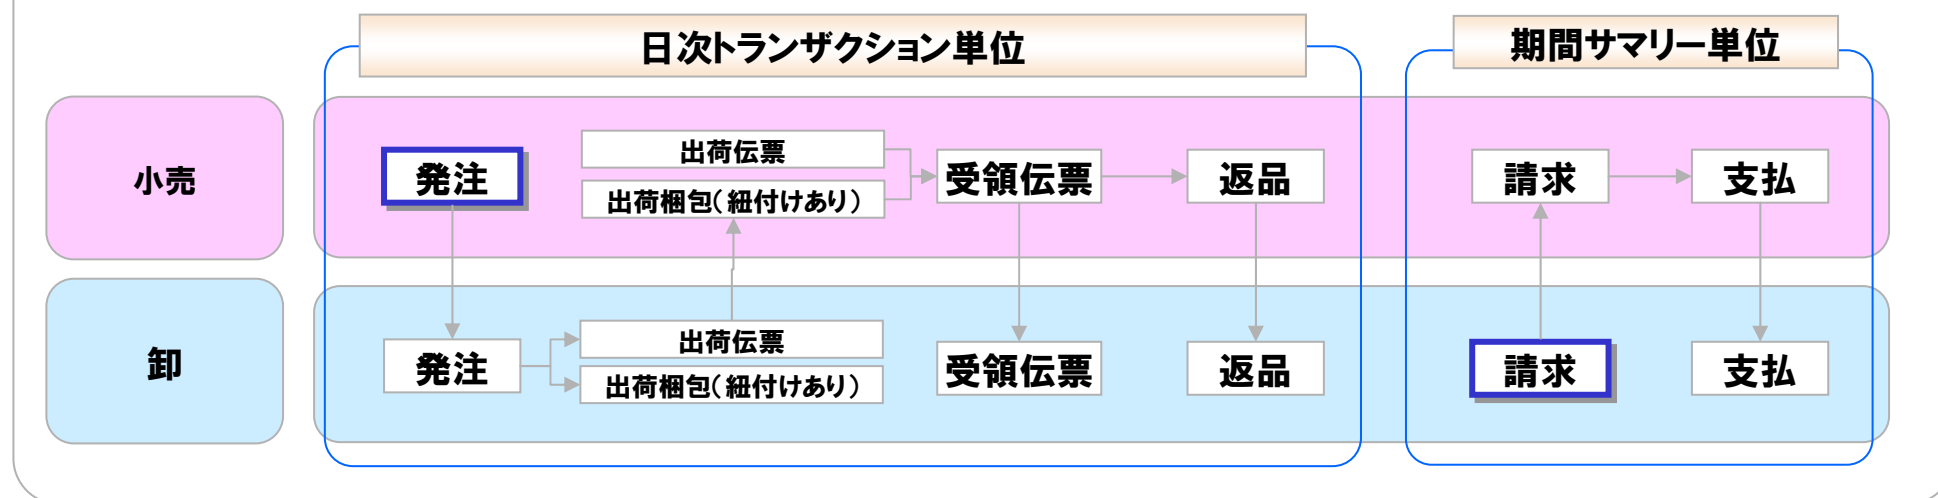 日次トランザクション単位
期間サマリー単位
小売
発注
出荷伝票
出荷梱包(紐付けあり)
受領伝票
返品
請求
支払
卸
発注
出荷伝票
出荷梱包(紐付けあり)
受領伝票
返品
請求
支払